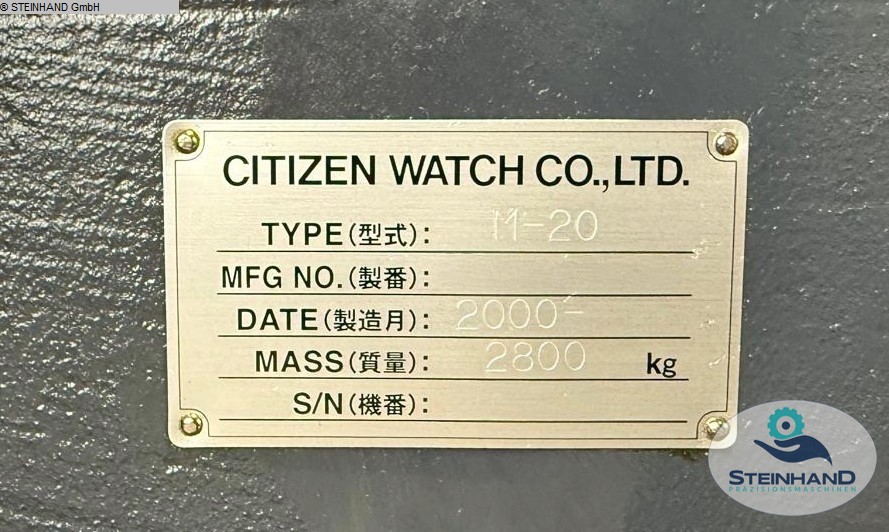 © STEINHAND GmbH
CITIZEN WATCH CO.,LTD.
TYPE(型式): M-20
MFG NO.(製番):
DATE(製造月): 2000-
MASS(質量): 2800 kg
S/N(機番):
STEINHAND
PRÄZISIONSMASCHINEN